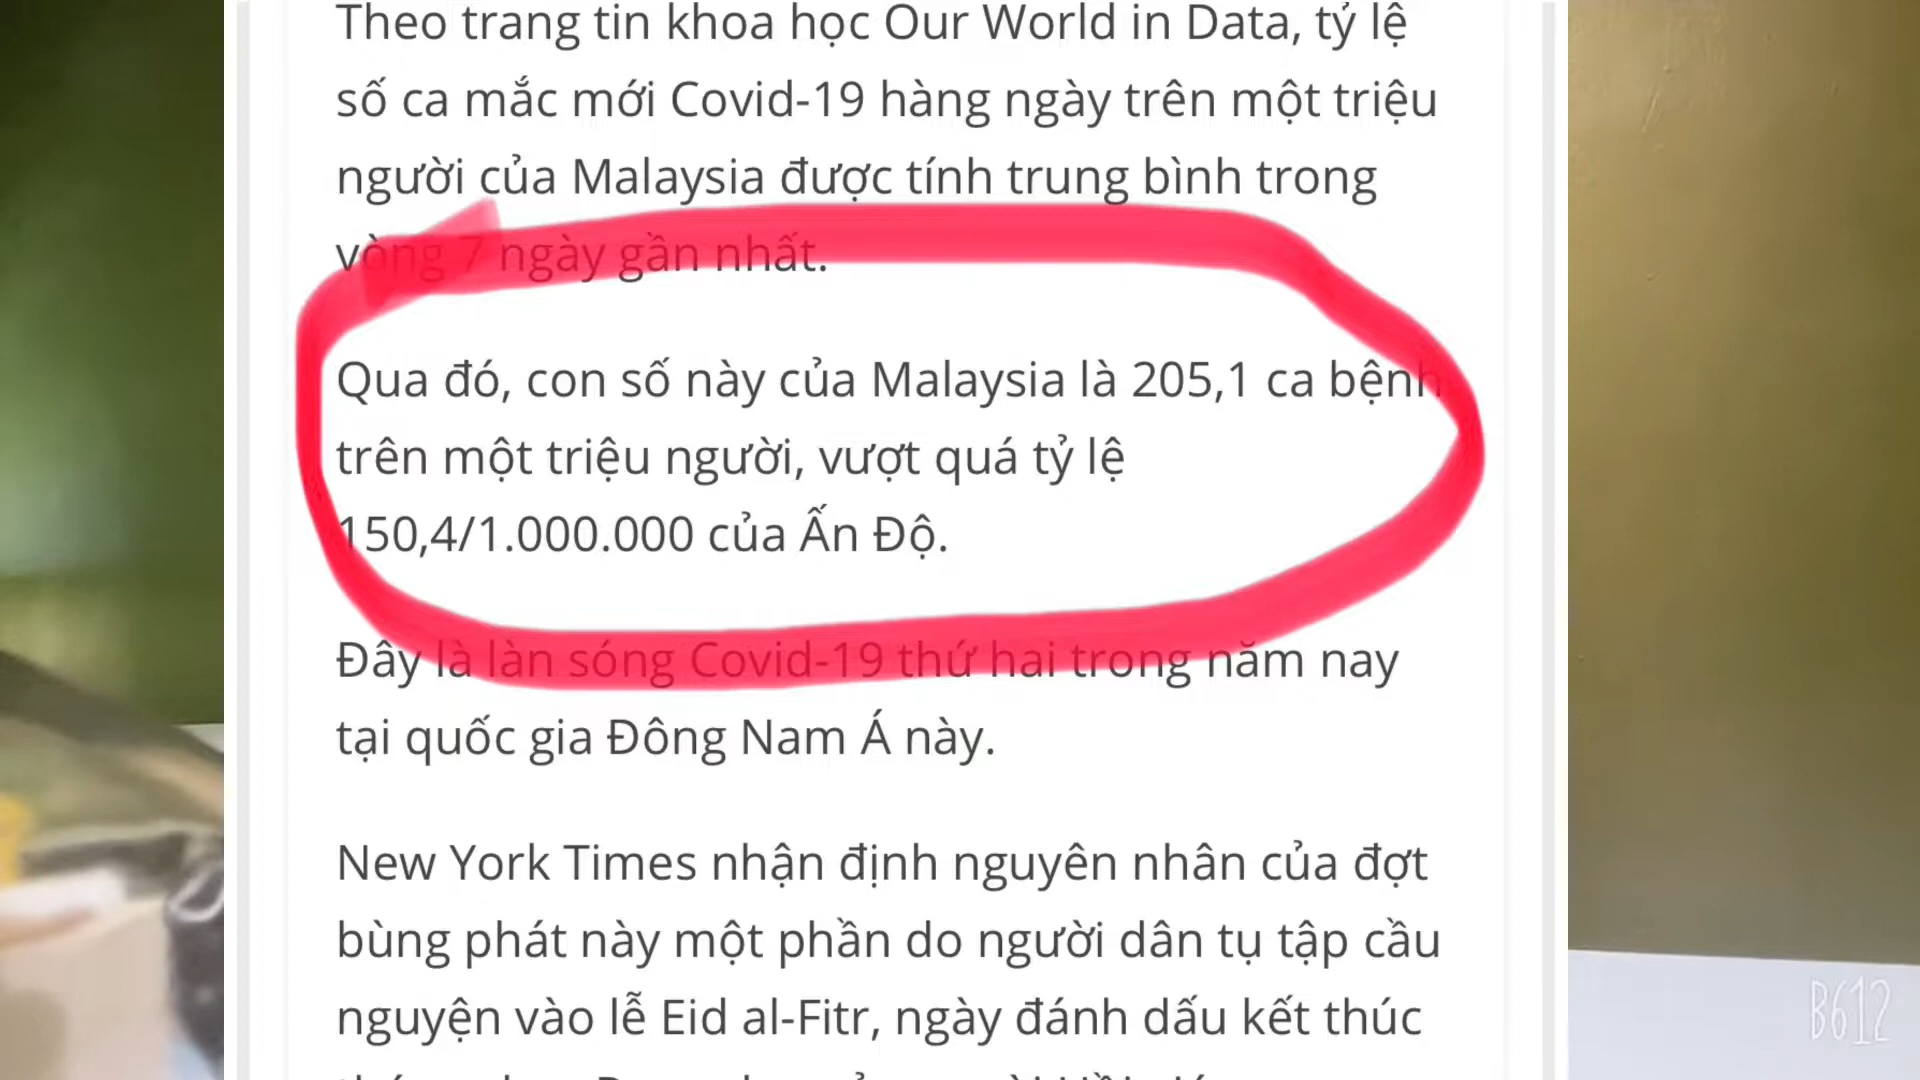 Theo trang tin khoa học Our World in Data, tỷ lệ
số ca mắc mới Covid-19 hàng ngày trên một triệu
người của Malaysia được tính trung bình trong
vòng 7 ngày gần nhất.
Qua đó, con số này của Malaysia là 205,1 ca bệnh
trên một triệu người, vượt quá tỷ lệ
150,4/1.000.000 của Ấn Độ.
Đây là làn sóng Covid-19 thứ hai trong năm nay
tại quốc gia Đông Nam Á này.
New York Times nhận định nguyên nhân của đợt
bùng phát này một phần do người dân tụ tập cầu
nguyện vào lễ Eid al-Fitr, ngày đánh dấu kết thúc
B612